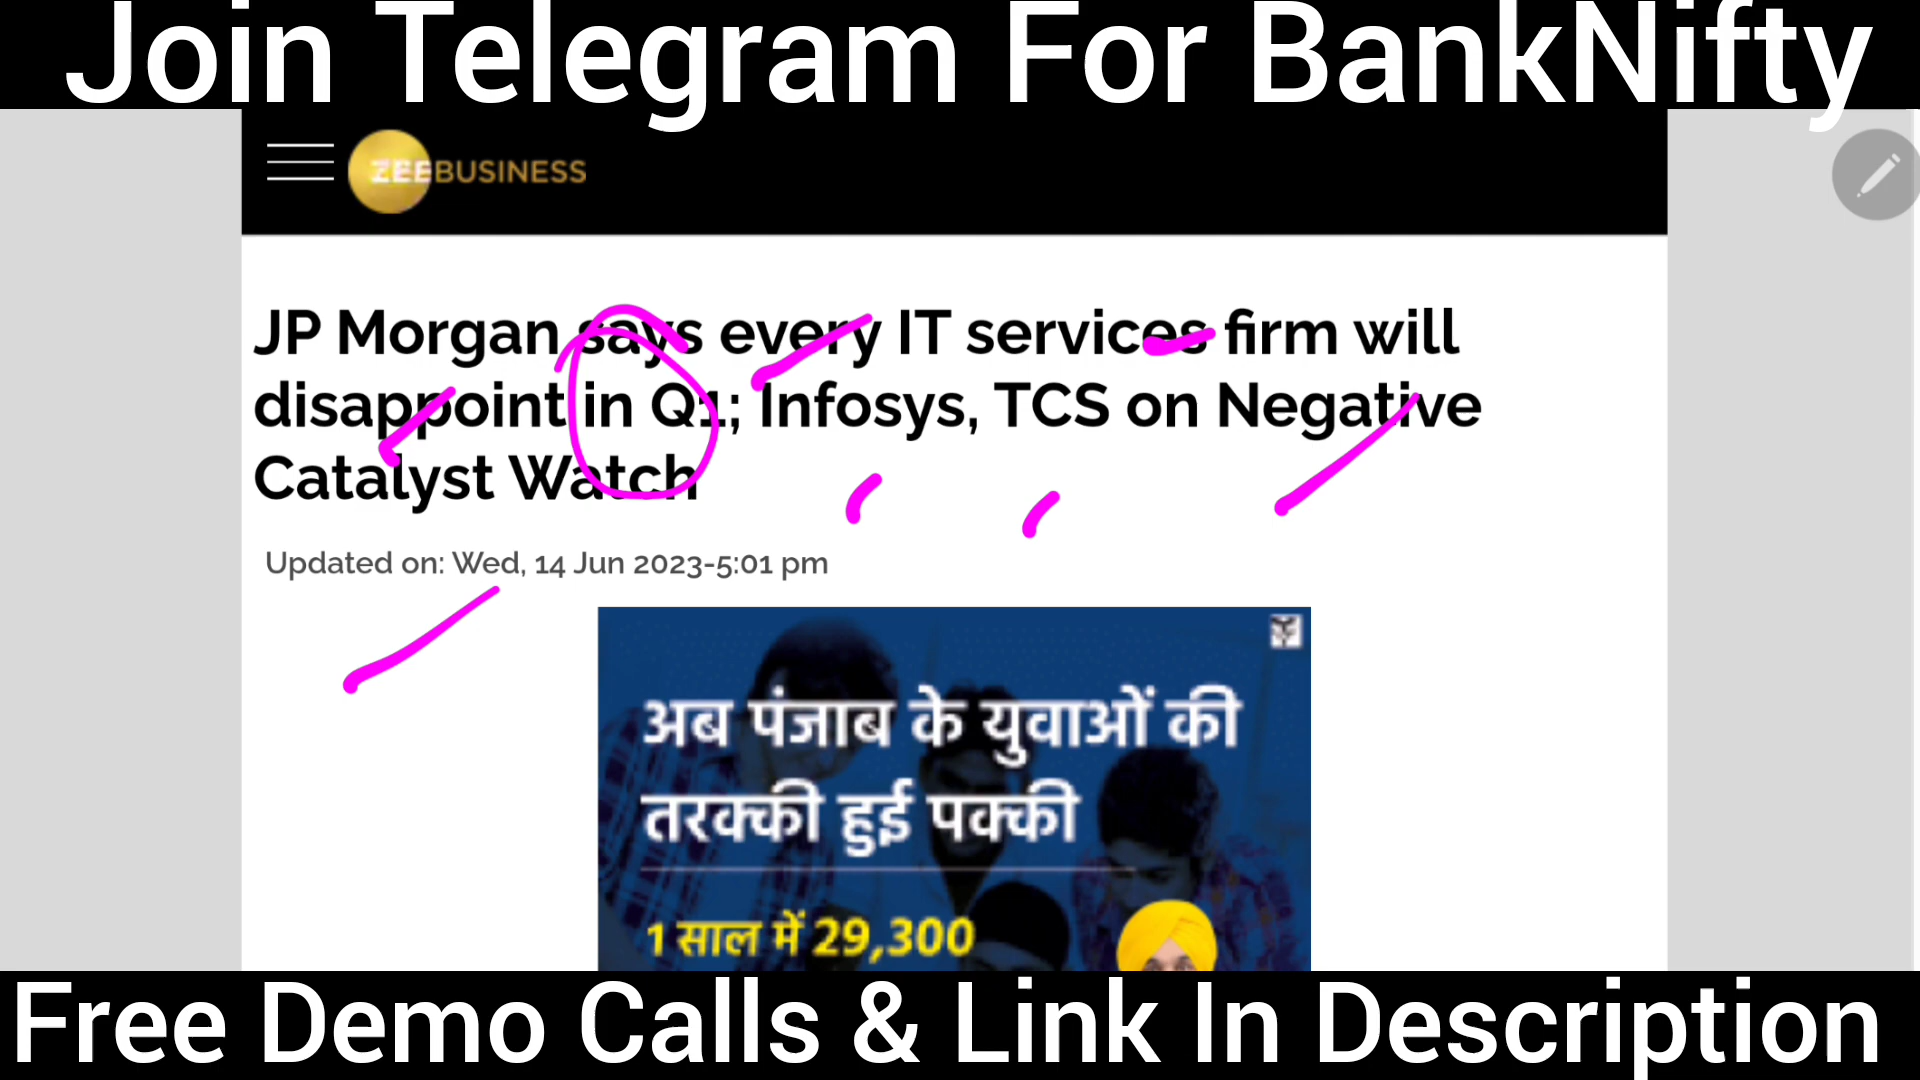 Join Telegram For BankNifty
ZEEBUSINESS
JP Morgan says every IT services firm will
disappoint in Q1; Infosys, TCS on Negative
Catalyst Watch
Updated on: Wed, 14 Jun 2023-5:01 pm
अब पंजाब के युवाओं की
तरक्की हुई पक्की
1 साल में 29,300
Free Demo Calls & Link In Description